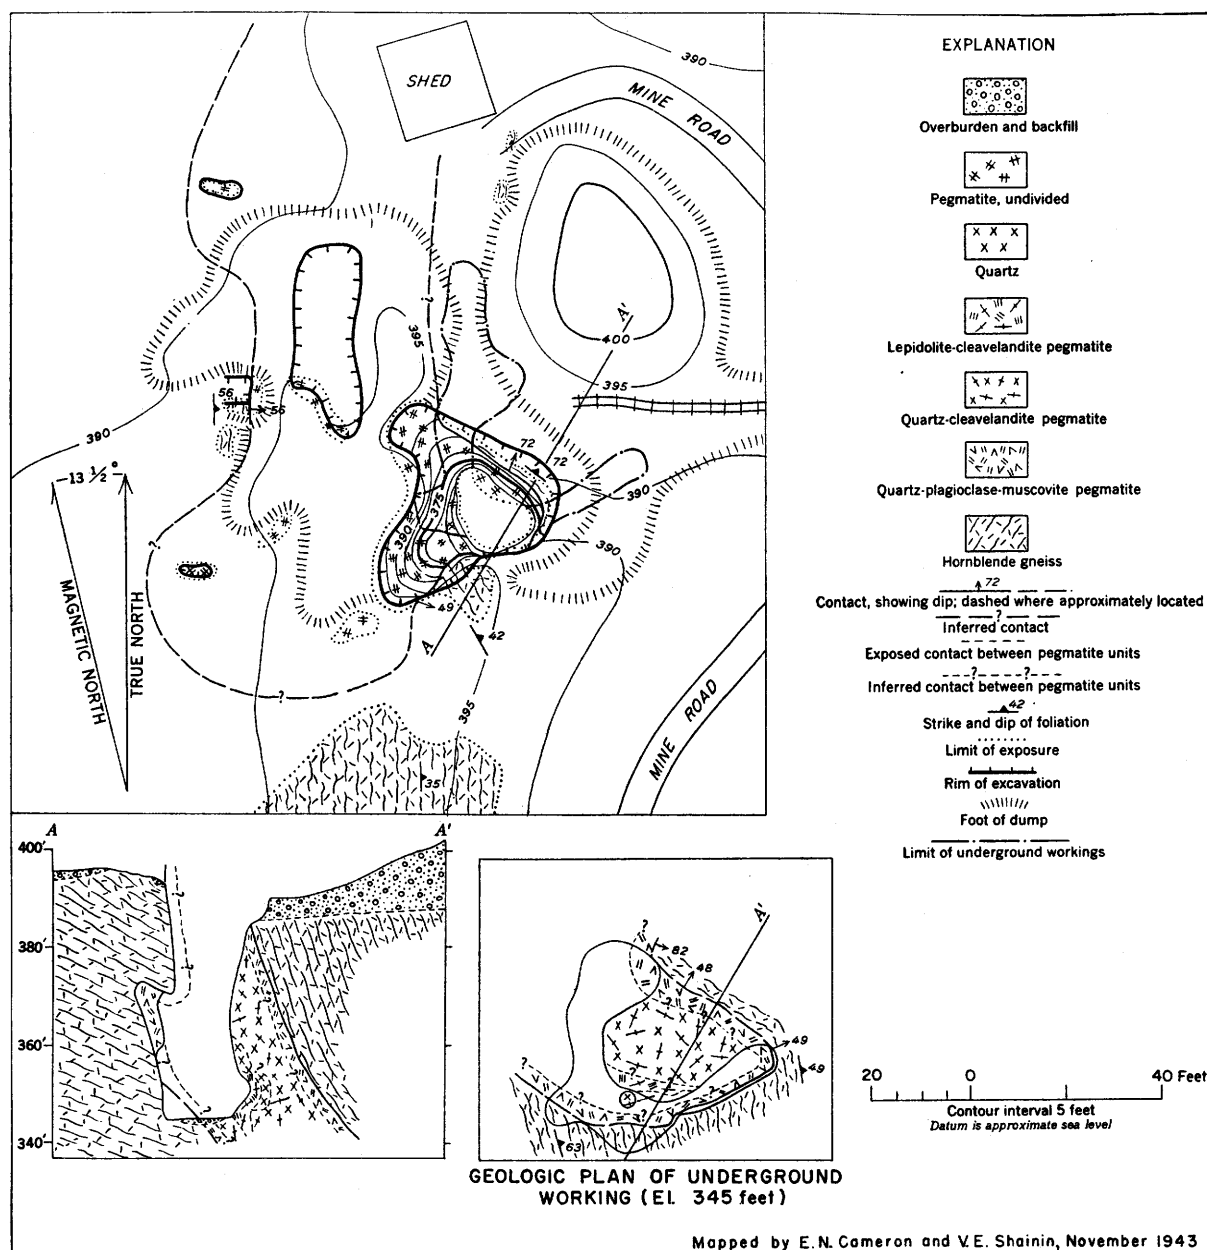 SHED
MINE ROAD
390
A'
400
395
395
56
56
390
72
72
390
375
390
390
-13 ½°
MAGNETIC NORTH
TRUE NORTH
?
?
?
49
A
42
395
35
MINE ROAD
EXPLANATION
Overburden and backfill
Pegmatite, undivided
Quartz
Lepidolite-cleavelandite pegmatite
Quartz-cleavelandite pegmatite
Quartz-plagioclase-muscovite pegmatite
Hornblende gneiss
72
Contact, showing dip; dashed where approximately located
?
Inferred contact
Exposed contact between pegmatite units
? ?
Inferred contact between pegmatite units
42
Strike and dip of foliation
Limit of exposure
Rim of excavation
Foot of dump
Limit of underground workings
A A'
400'
380'
360'
340'
A'
82
48
49
49
63
GEOLOGIC PLAN OF UNDERGROUND
WORKING (El. 345 feet)
20 0 40 Feet
Contour interval 5 feet
Datum is approximate sea level
Mapped by E.N. Cameron and V.E. Shainin, November 1943